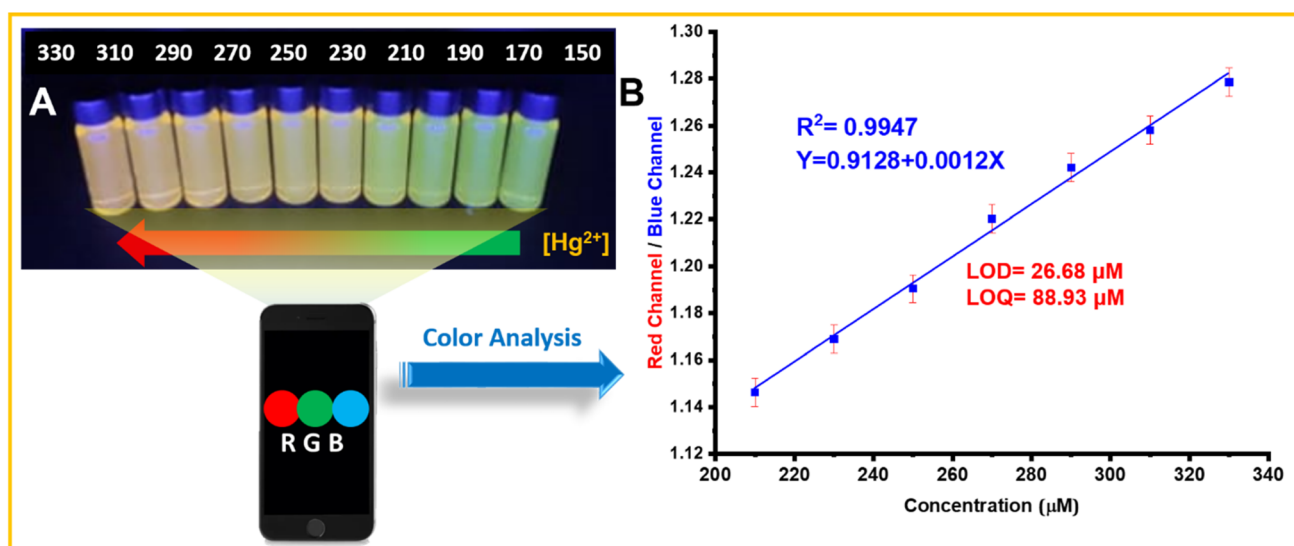 330 310 290 270 250 230 210 190 170 150
A
[Hg²⁺]
R G B
Color Analysis
B
Red Channel / Blue Channel
1.30
1.28
1.26
1.24
1.22
1.20
1.18
1.16
1.14
1.12
R²= 0.9947
Y=0.9128+0.0012X
LOD= 26.68 μM
LOQ= 88.93 μM
200 220 240 260 280 300 320 340
Concentration (μM)